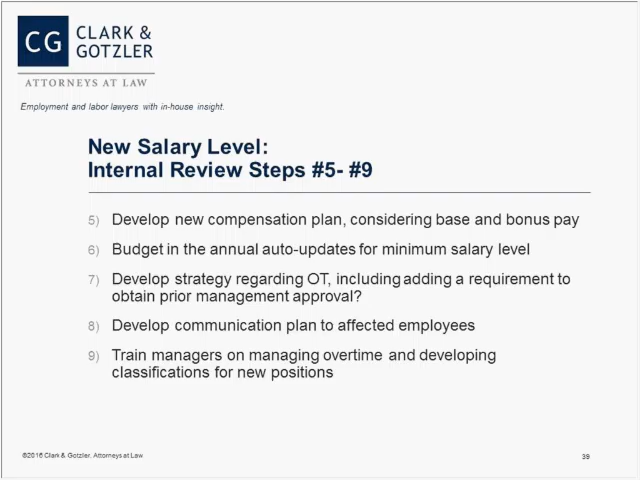 CG
CLARK &
GOTZLER
ATTORNEYS AT LAW
Employment and labor lawyers with in-house insight.
New Salary Level:
Internal Review Steps #5- #9
5) Develop new compensation plan, considering base and bonus pay
6) Budget in the annual auto-updates for minimum salary level
7) Develop strategy regarding OT, including adding a requirement to
obtain prior management approval?
8) Develop communication plan to affected employees
9) Train managers on managing overtime and developing
classifications for new positions
©2016 Clark & Gotzler, Attorneys at Law
39